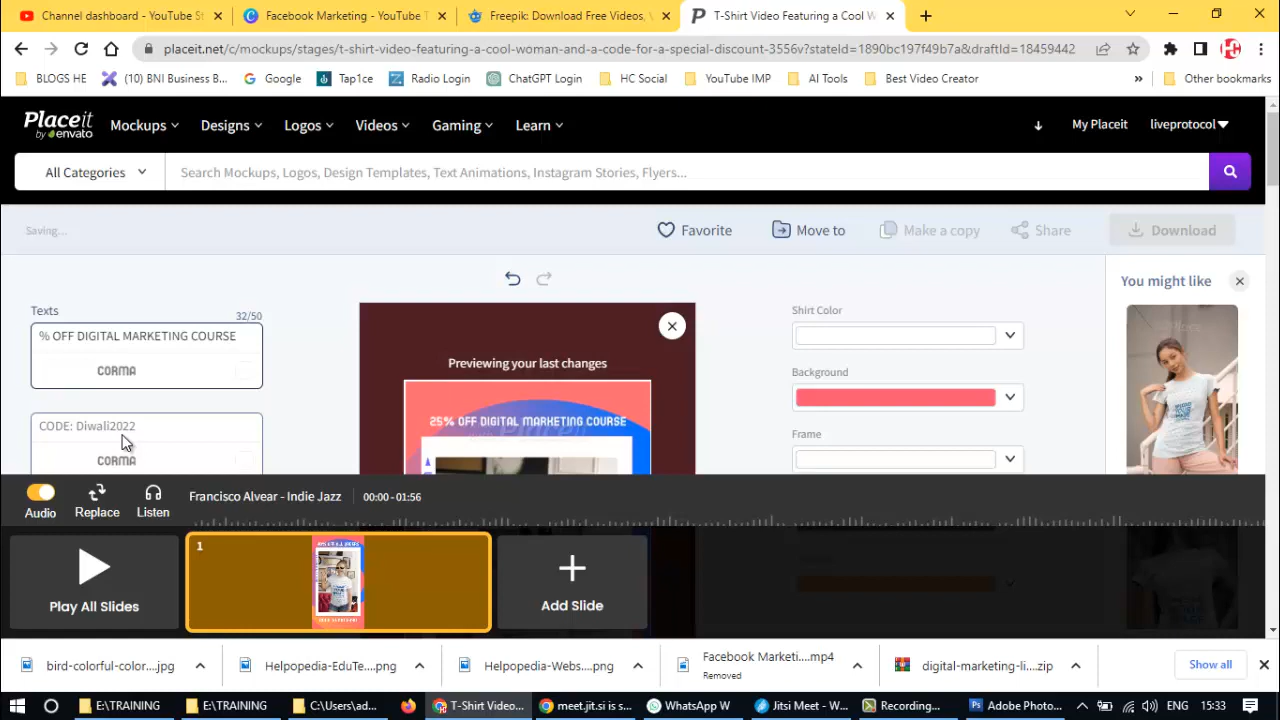 Channel dashboard - YouTube St
Facebook Marketing - YouTube T
Freepik: Download Free Videos, V
T-Shirt Video Featuring a Cool W
placeit.net/c/mockups/stages/t-shirt-video-featuring-a-cool-woman-and-a-code-for-a-special-discount-3556v?stateId=1890bc197f49b7a&draftId=18459442
BLOGS HE
(10) BNI Business B...
Google
Tap1ce
Radio Login
ChatGPT Login
HC Social
YouTube IMP
AI Tools
Best Video Creator
Other bookmarks
Placeit
by envato
Mockups
Designs
Logos
Videos
Gaming
Learn
My Placeit
liveprotocol
All Categories
Search Mockups, Logos, Design Templates, Text Animations, Instagram Stories, Flyers...
Saving...
Favorite
Move to
Make a copy
Share
Download
Texts
32/50
% OFF DIGITAL MARKETING COURSE
CORMA
CODE: Diwali2022
CORMA
Previewing your last changes
25% OFF DIGITAL MARKETING COURSE
Placeit
Shirt Color
Background
Frame
You might like
Audio
Replace
Listen
Francisco Alvear - Indie Jazz
00:00 - 01:56
Play All Slides
1
Add Slide
bird-colorful-color....jpg
Helpopedia-EduTe....png
Helpopedia-Webs....png
Facebook Marketi....mp4
Removed
digital-marketing-li....zip
Show all
E:\TRAINING
E:\TRAINING
C:\Users\ad...
T-Shirt Video...
meet.jit.si is s...
WhatsApp W...
Jitsi Meet - W...
Recording...
Adobe Photo...
ENG
15:33